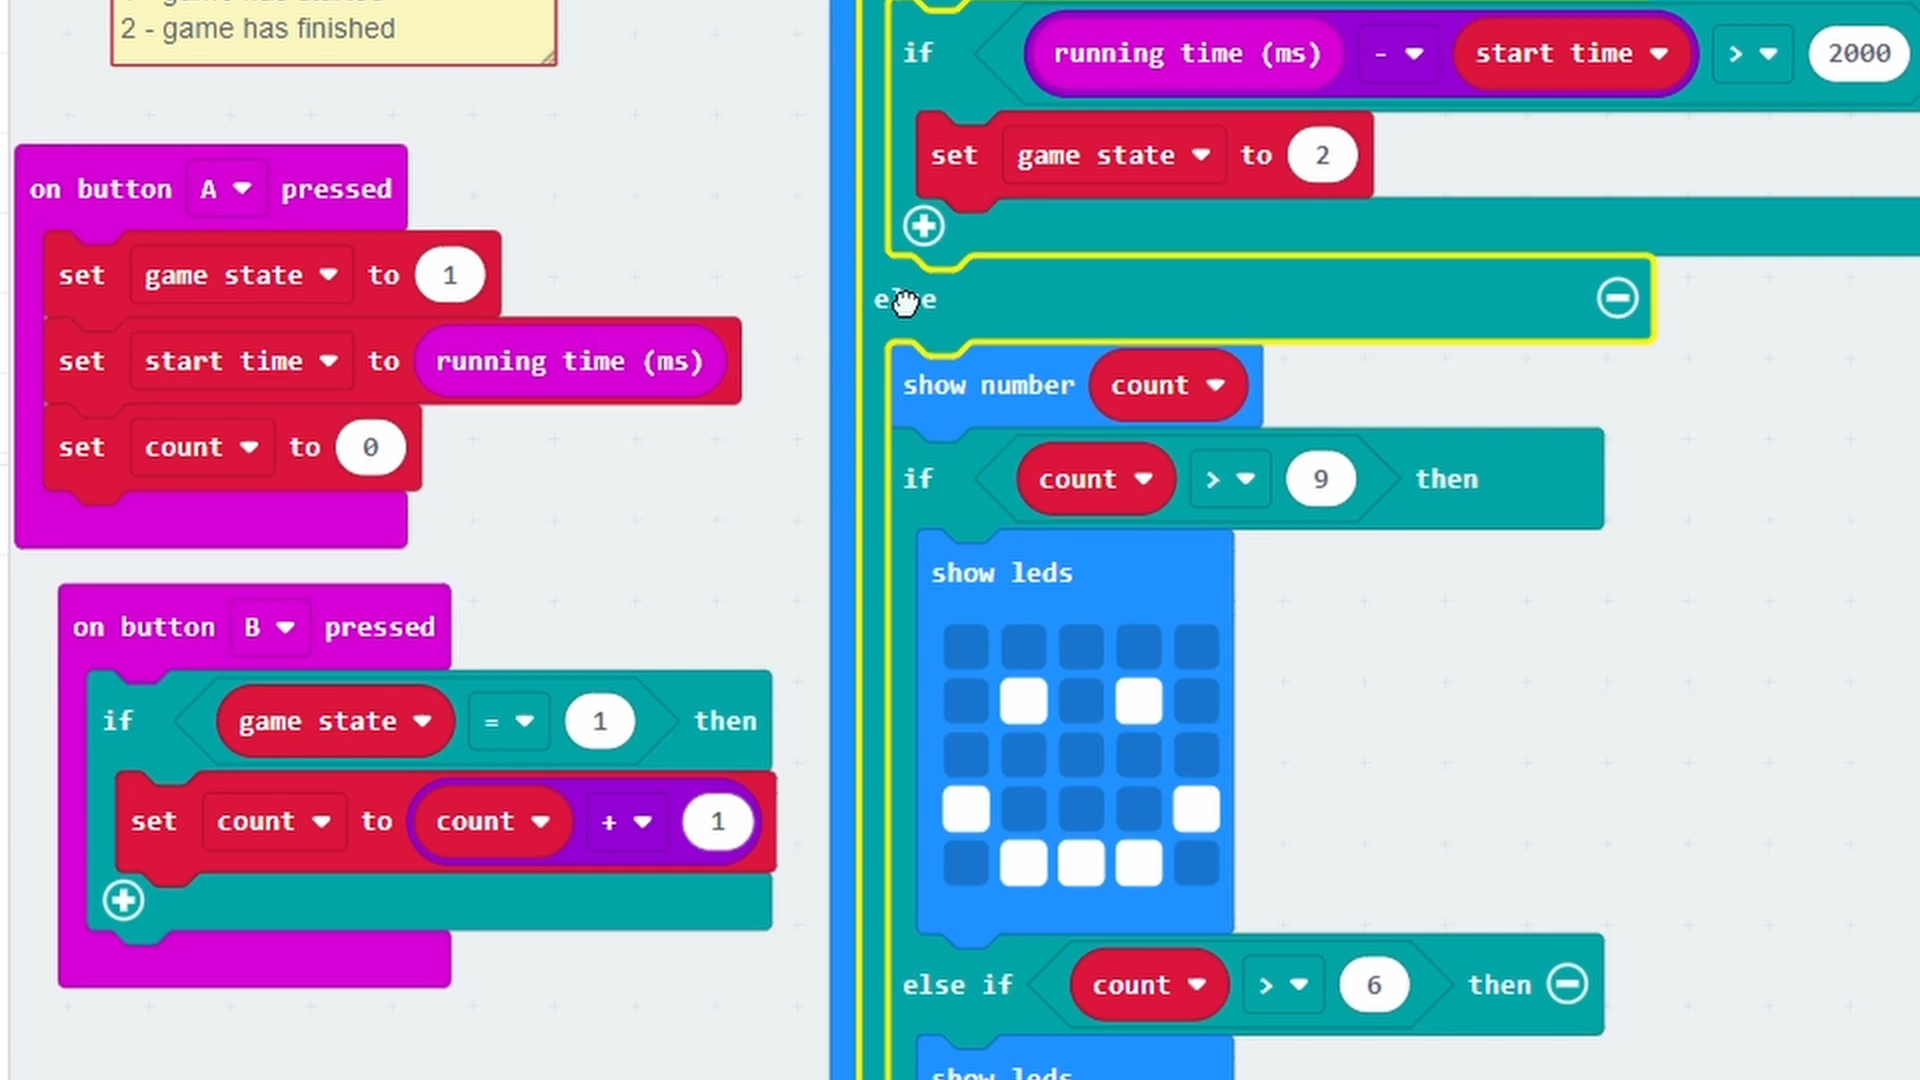 2 - game has finished
on button A pressed
set game state to 1
set start time to running time (ms)
set count to 0
on button B pressed
if game state = 1 then
set count to count + 1
if running time (ms) - start time > 2000
set game state to 2
else
show number count
if count > 9 then
show leds
else if count > 6 then
show leds